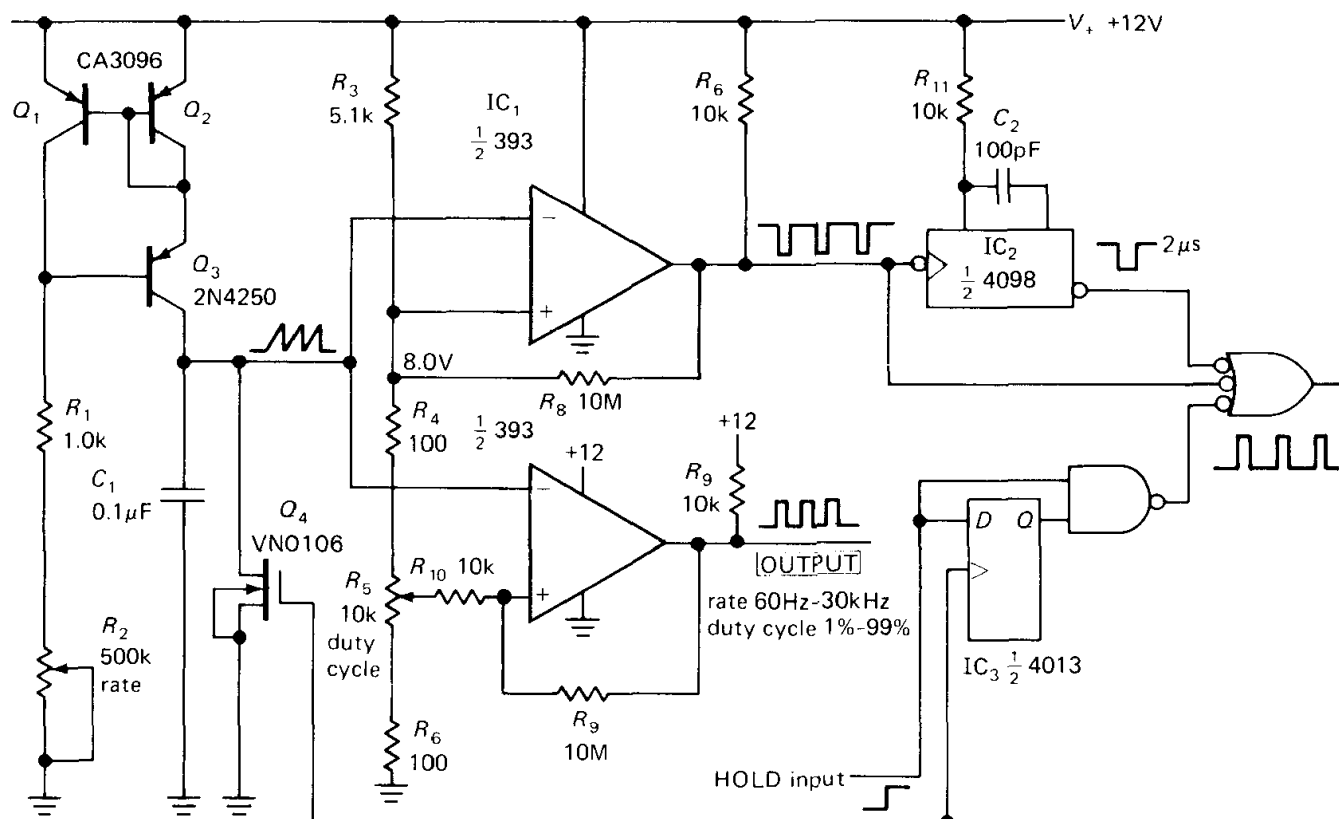 V+ +12V
CA3096
Q1
Q2
R3
5.1k
IC1
½ 393
R6
10k
R11
10k
C2
100pF
−
+
IC2
½ 4098
2μs
Q3
2N4250
8.0V
R8 10M
R1
1.0k
R4
100
½ 393
+12
+12
R9
10k
−
+
C1
0.1μF
Q4
VN0106
R5
10k
duty
cycle
R10 10k
OUTPUT
rate 60Hz-30kHz
duty cycle 1%-99%
D Q
IC3 ½ 4013
R2
500k
rate
R9
10M
R6
100
HOLD input